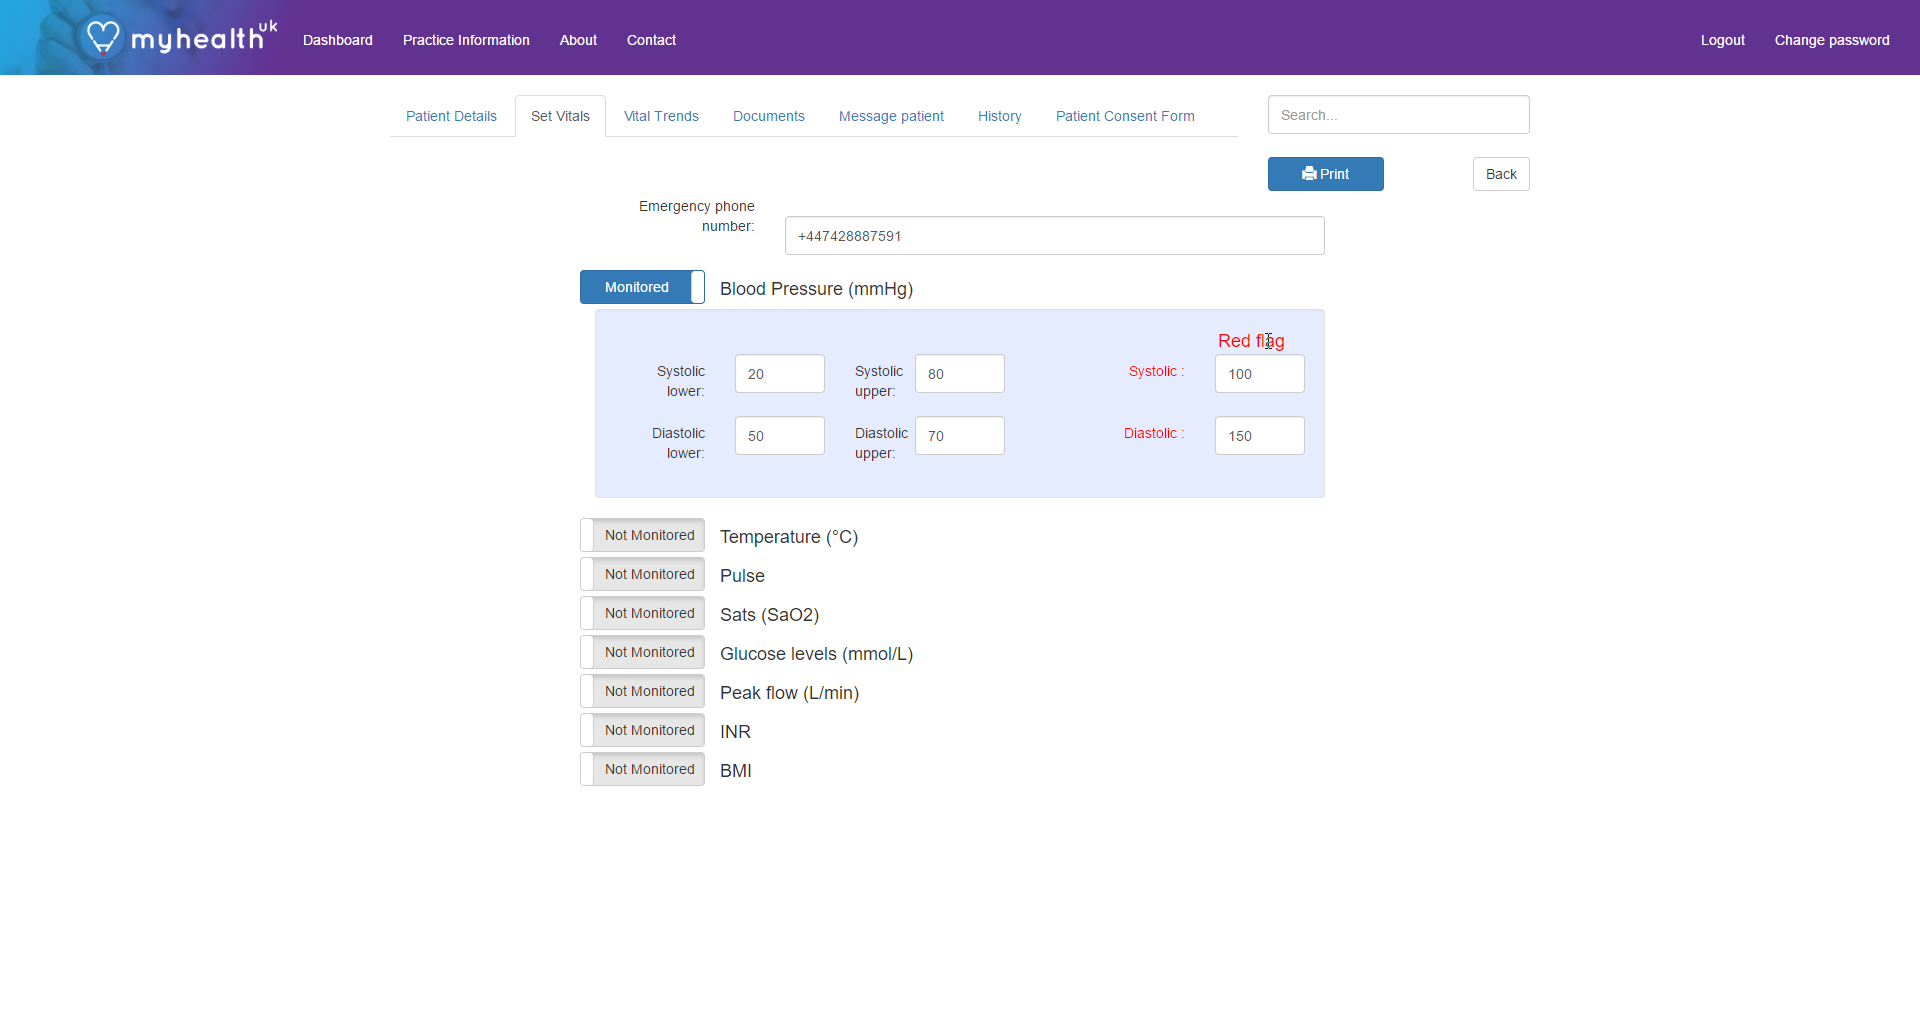 myhealth uk
Dashboard Practice Information About Contact Logout Change password
Patient Details Set Vitals Vital Trends Documents Message patient History Patient Consent Form Search...
Print Back
Emergency phone
number:
+447428887591
Monitored Blood Pressure (mmHg)
Red flag
Systolic
lower:
20
Systolic
upper:
80
Systolic :
100
Diastolic
lower:
50
Diastolic
upper:
70
Diastolic :
150
Not Monitored Temperature (°C)
Not Monitored Pulse
Not Monitored Sats (SaO2)
Not Monitored Glucose levels (mmol/L)
Not Monitored Peak flow (L/min)
Not Monitored INR
Not Monitored BMI